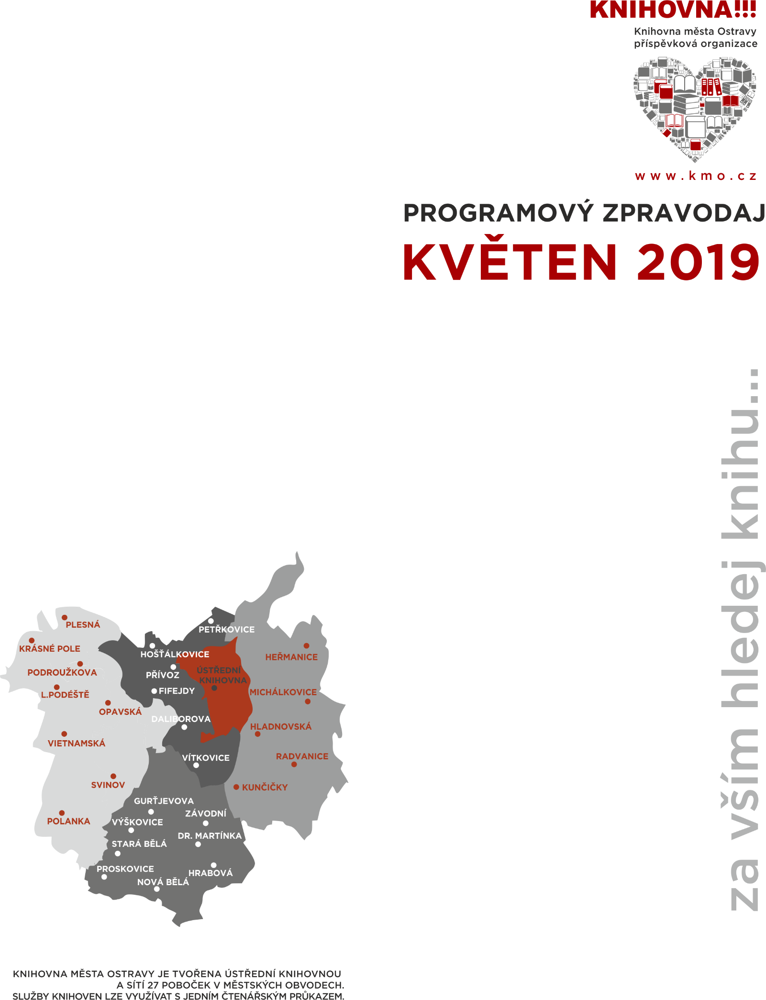 KNIHOVNA!!!
Knihovna města Ostravy
příspěvková organizace
www.kmo.cz
PROGRAMOVÝ ZPRAVODAJ
KVĚTEN 2019
za vším hledej knihu...
PLESNÁ
KRÁSNÉ POLE
PODROUŽKOVA
L.PODÉŠTĚ
OPAVSKÁ
VIETNAMSKÁ
SVINOV
POLANKA
PETŘKOVICE
HOŠŤÁLKOVICE
PŘÍVOZ
FIFEJDY
DALIBOROVA
VÍTKOVICE
ÚSTŘEDNÍ
KNIHOVNA
HEŘMANICE
MICHÁLKOVICE
HLADNOVSKÁ
RADVANICE
KUNČIČKY
GURŤJEVOVA
ZÁVODNÍ
VÝŠKOVICE
DR. MARTÍNKA
STARÁ BĚLÁ
PROSKOVICE
HRABOVÁ
NOVÁ BĚLÁ
KNIHOVNA MĚSTA OSTRAVY JE TVOŘENA ÚSTŘEDNÍ KNIHOVNOU
A SÍTÍ 27 POBOČEK V MĚSTSKÝCH OBVODECH.
SLUŽBY KNIHOVEN LZE VYUŽÍVAT S JEDNÍM ČTENÁŘSKÝM PRŮKAZEM.